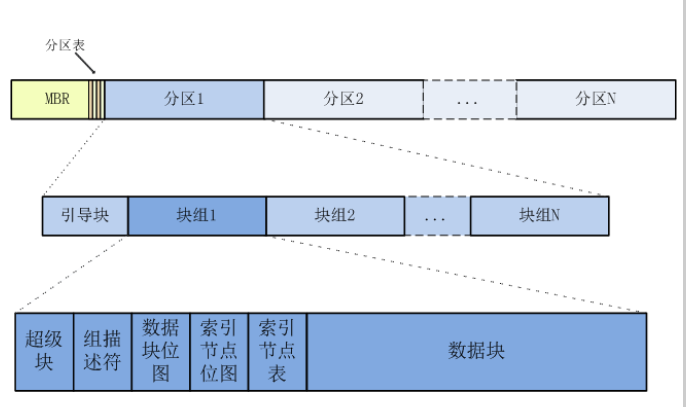 分区表
MBR 分区1 分区2 ... 分区N
引导块 块组1 块组2 ... 块组N
超级
块
组描
述符
数据
块位
图
索引
节点
位图
索引
节点
表
数据块